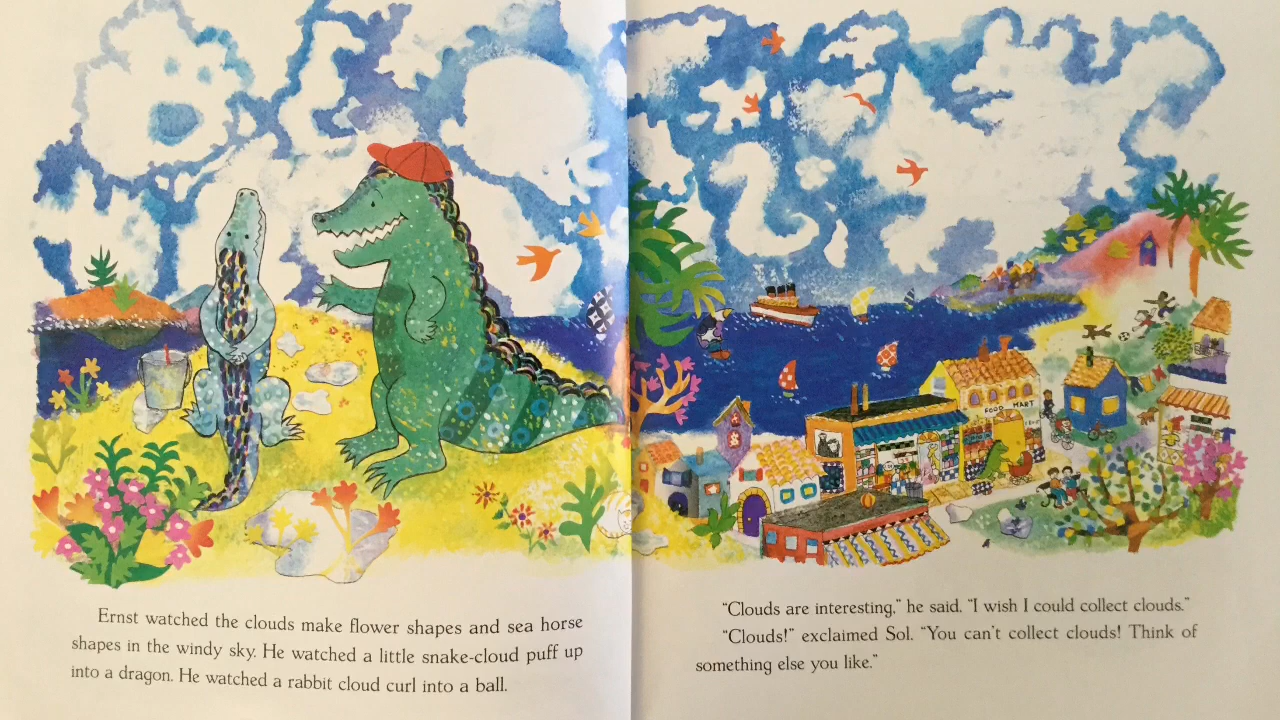 FOOD MART
Ernst watched the clouds make flower shapes and sea horse
shapes in the windy sky. He watched a little snake-cloud puff up
into a dragon. He watched a rabbit cloud curl into a ball.
“Clouds are interesting,” he said. “I wish I could collect clouds.”
“Clouds!” exclaimed Sol. “You can’t collect clouds! Think of
something else you like.”